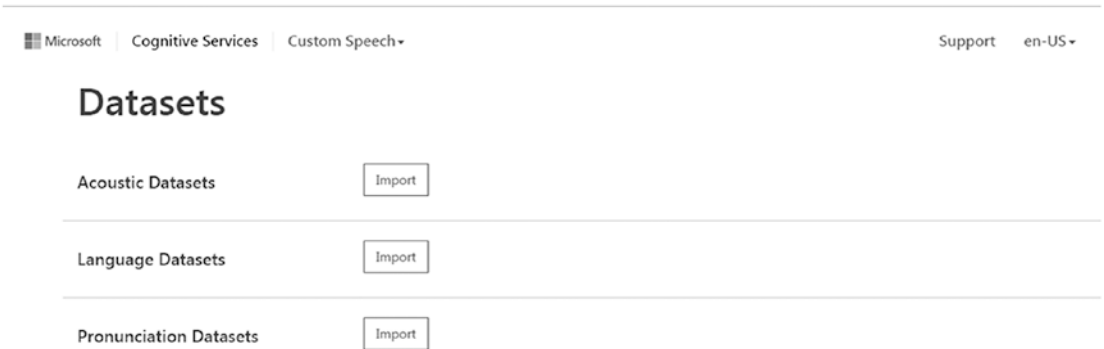 Microsoft Cognitive Services Custom Speech Support en-US
Datasets
Acoustic Datasets Import
Language Datasets Import
Pronunciation Datasets Import